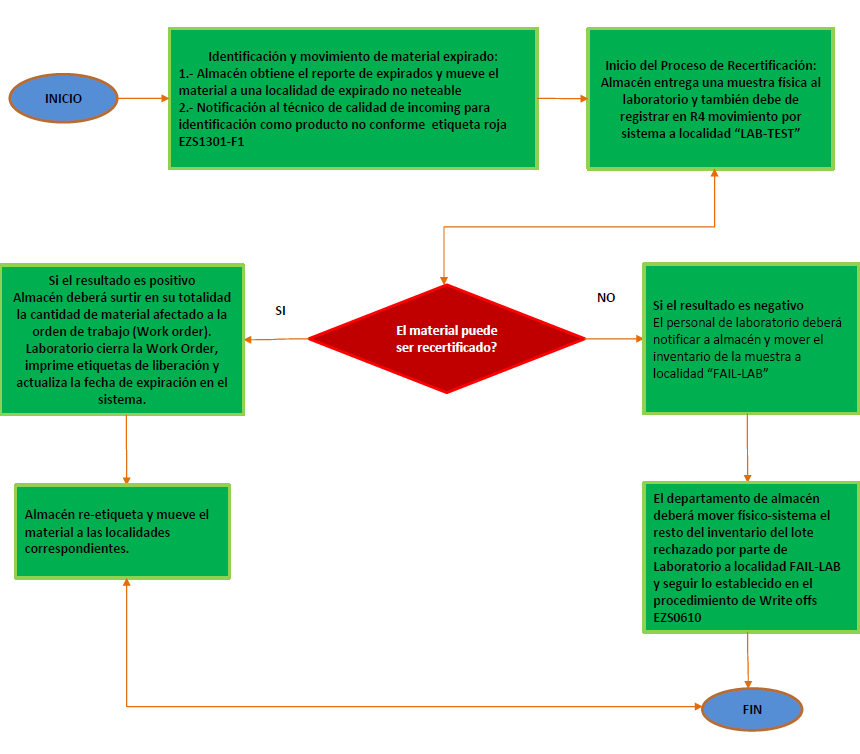 INICIO
Identificación y movimiento de material expirado:
1.- Almacén obtiene el reporte de expirados y mueve el
material a una localidad de expirado no neteable
2.- Notificación al técnico de calidad de incoming para
identificación como producto no conforme  etiqueta roja
EZS1301-F1
Inicio del Proceso de Recertificación:
Almacén entrega una muestra física al
laboratorio y también debe de
registrar en R4 movimiento por
sistema a localidad “LAB-TEST”
Si el resultado es positivo
Almacén deberá surtir en su totalidad
la cantidad de material afectado a la
orden de trabajo (Work order).
Laboratorio cierra la Work Order,
imprime etiquetas de liberación y
actualiza la fecha de expiración en el
sistema.
SI
El material puede
ser recertificado?
NO
Si el resultado es negativo
El personal de laboratorio deberá
notificar a almacén y mover el
inventario de la muestra a
localidad “FAIL-LAB”
Almacén re-etiqueta y mueve el
material a las localidades
correspondientes.
El departamento de almacén
deberá mover físico-sistema el
resto del inventario del lote
rechazado por parte de
Laboratorio a localidad FAIL-LAB
y seguir lo establecido en el
procedimiento de Write offs
EZS0610
FIN